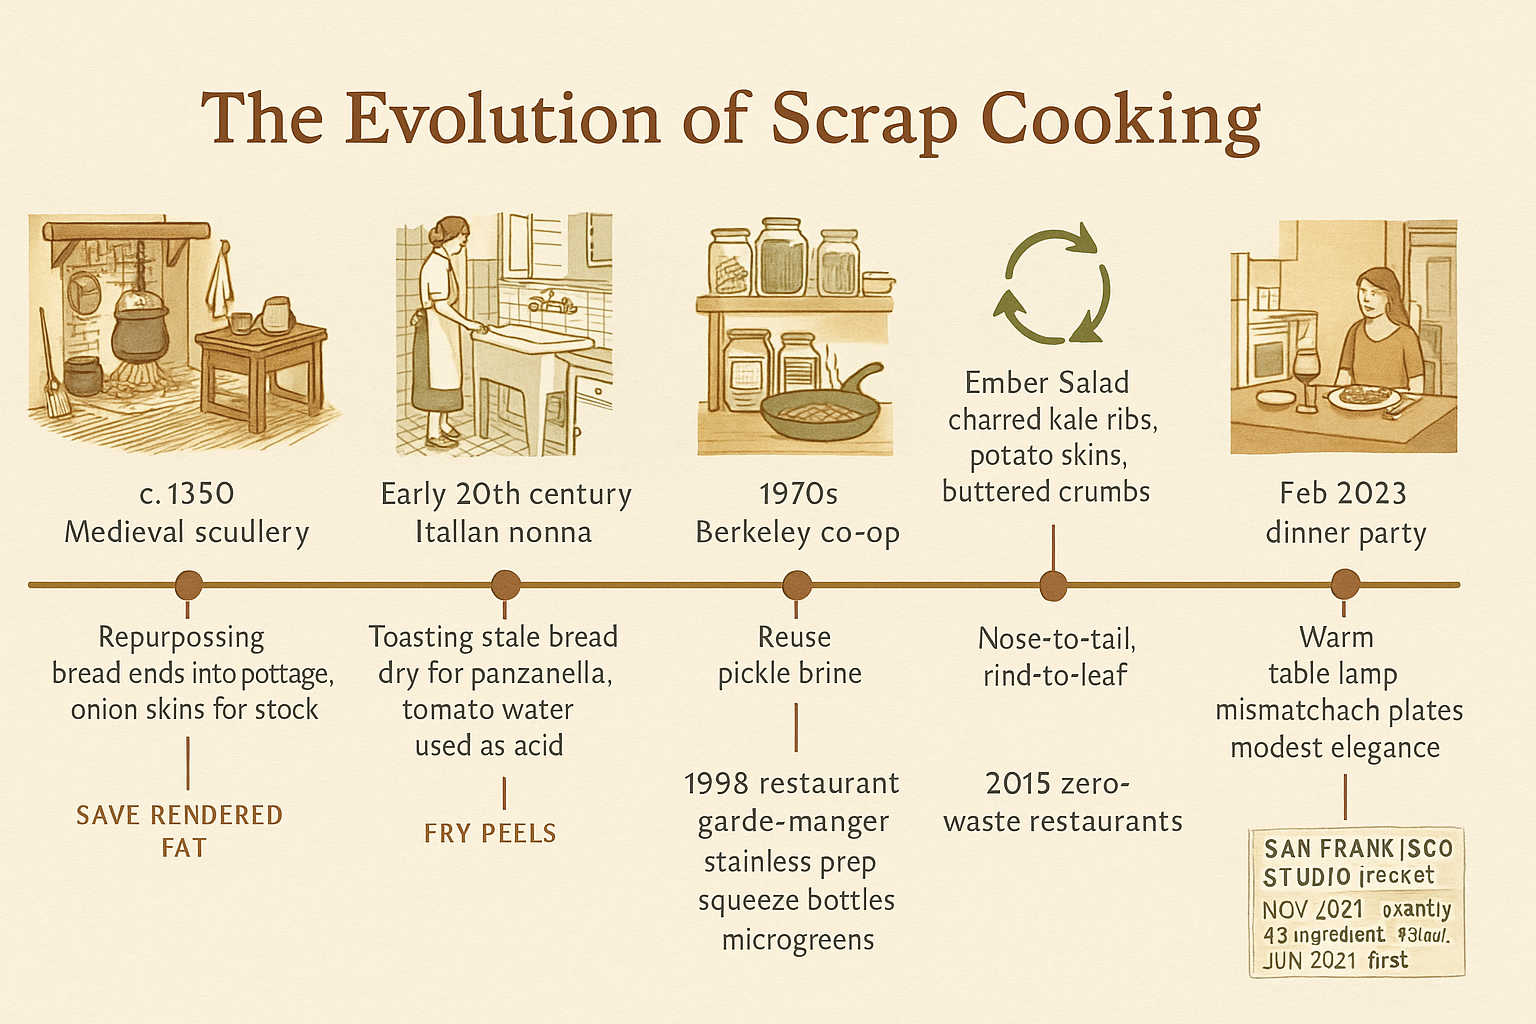 The Evolution of Scrap Cooking
c. 1350
Medieval scullery
Repurpossing
bread ends into pottage,
onion skins for stock
SAVE RENDERED
FAT
Early 20th century
Itallan nonna
Toasting stale bread
dry for panzanella,
tomato water
used as acid
FRY PEELS
1970s
Berkeley co-op
Reuse
pickle brine
1998 restaurant
garde-manger
stainless prep
squeeze bottles
microgreens
Ember Salad
charred kale ribs,
potato skins,
buttered crumbs
Nose-to-tail,
rind-to-leaf
2015 zero-
waste restaurants
Feb 2023
dinner party
Warm
table lamp
mismatchach plates
modest elegance
SAN FRANK|SCO
STUDIO
NOV 2021 oxantly
43 ingredient.
JUN 2021 first